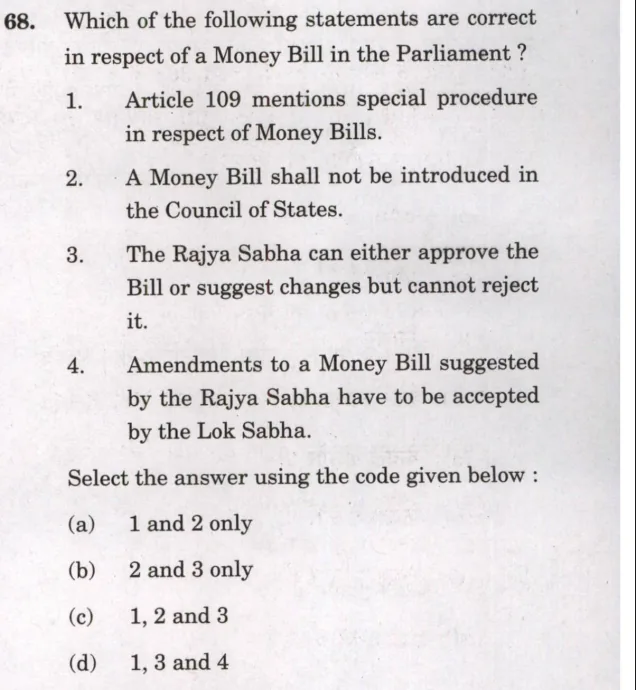 68. Which of the following statements are correct
in respect of a Money Bill in the Parliament ?
1. Article 109 mentions special procedure
in respect of Money Bills.
2. A Money Bill shall not be introduced in
the Council of States.
3. The Rajya Sabha can either approve the
Bill or suggest changes but cannot reject
it.
4. Amendments to a Money Bill suggested
by the Rajya Sabha have to be accepted
by the Lok Sabha.
Select the answer using the code given below :
(a) 1 and 2 only
(b) 2 and 3 only
(c) 1, 2 and 3
(d) 1, 3 and 4